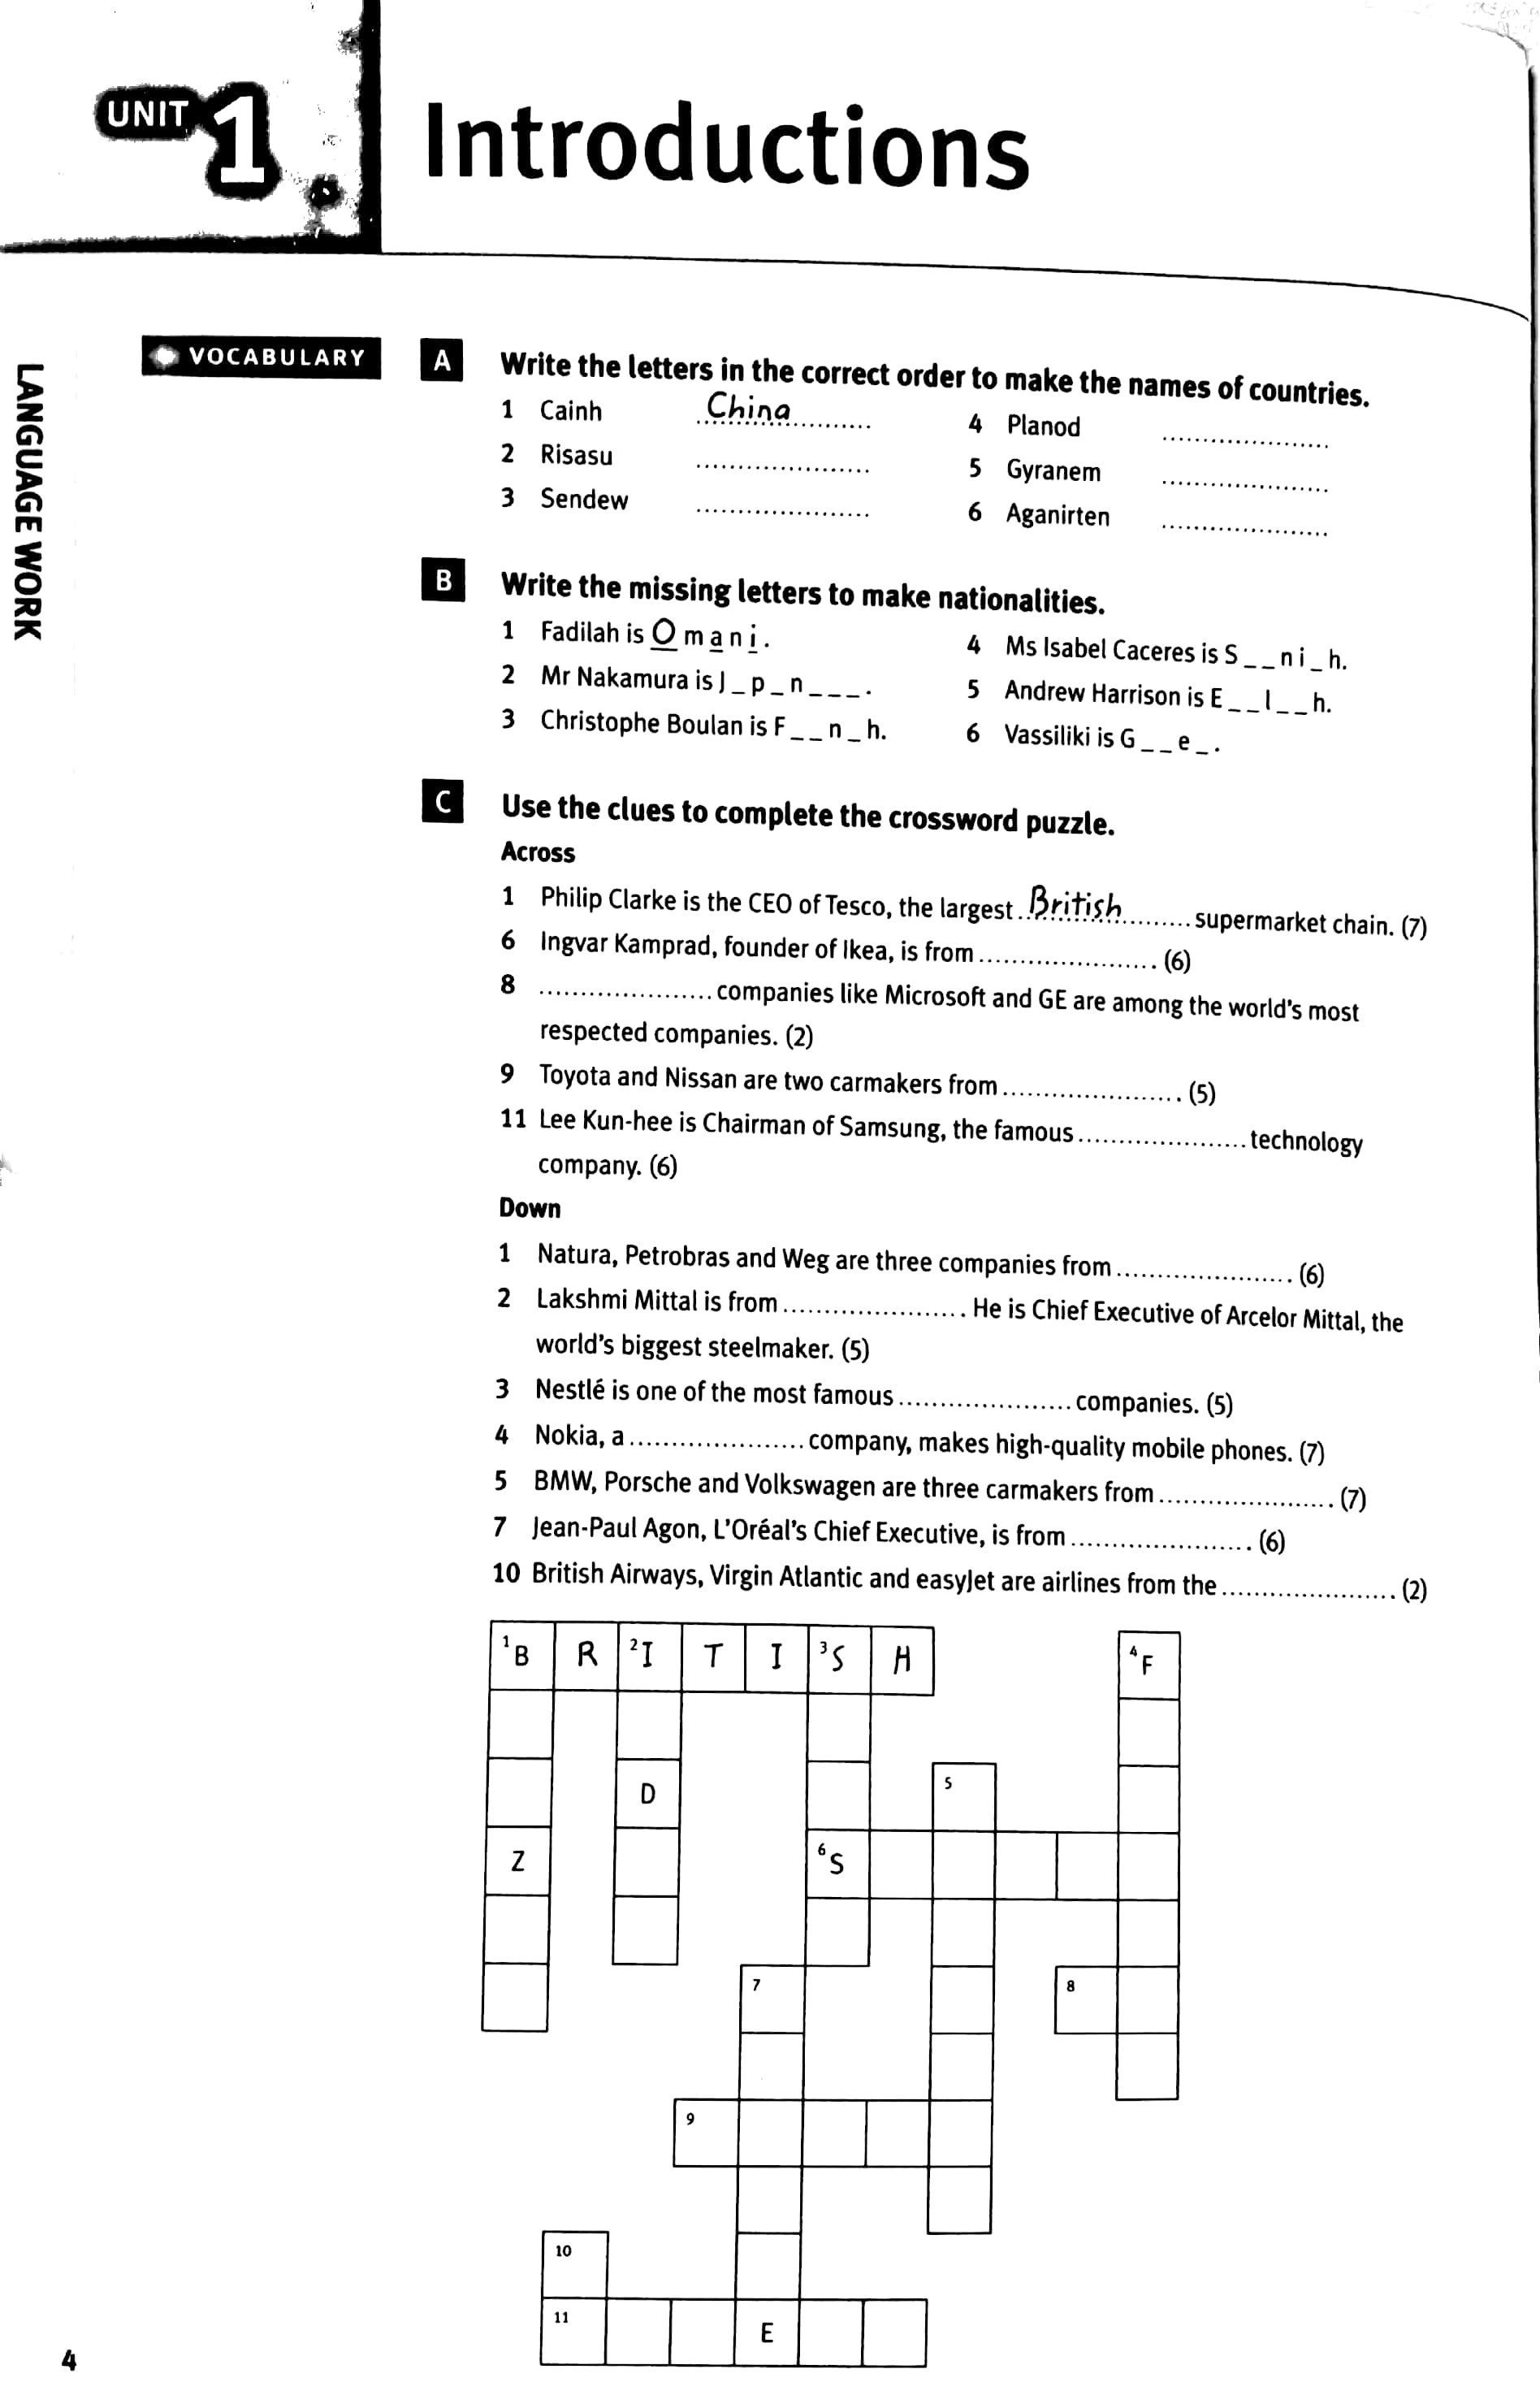 UNIT 1
Introductions
LANGUAGE WORK
VOCABULARY
A Write the letters in the correct order to make the names of countries.
1 Cainh China
2 Risasu ....................
3 Sendew ....................
4 Planod ....................
5 Gyranem ....................
6 Aganirten ....................
B Write the missing letters to make nationalities.
1 Fadilah is O m a n i .
2 Mr Nakamura is J _ p _ n _ _ _ .
3 Christophe Boulan is F _ _ n _ h.
4 Ms Isabel Caceres is S _ _ n i _ h.
5 Andrew Harrison is E _ _ l _ _ h.
6 Vassiliki is G _ _ e _ .
C Use the clues to complete the crossword puzzle.
Across
1 Philip Clarke is the CEO of Tesco, the largest British supermarket chain. (7)
6 Ingvar Kamprad, founder of Ikea, is from .................... (6)
8 .................... companies like Microsoft and GE are among the world's most
respected companies. (2)
9 Toyota and Nissan are two carmakers from .................... (5)
11 Lee Kun-hee is Chairman of Samsung, the famous .................... technology
company. (6)
Down
1 Natura, Petrobras and Weg are three companies from .................... (6)
2 Lakshmi Mittal is from .................... He is Chief Executive of Arcelor Mittal, the
world's biggest steelmaker. (5)
3 Nestlé is one of the most famous .................... companies. (5)
4 Nokia, a .................... company, makes high-quality mobile phones. (7)
5 BMW, Porsche and Volkswagen are three carmakers from .................... (7)
7 Jean-Paul Agon, L'Oréal's Chief Executive, is from .................... (6)
10 British Airways, Virgin Atlantic and easyJet are airlines from the .................... (2)
1 B R 2 I T I 3 S H 4 F
D 5
Z 6 S
7 8
9
10
11 E
4